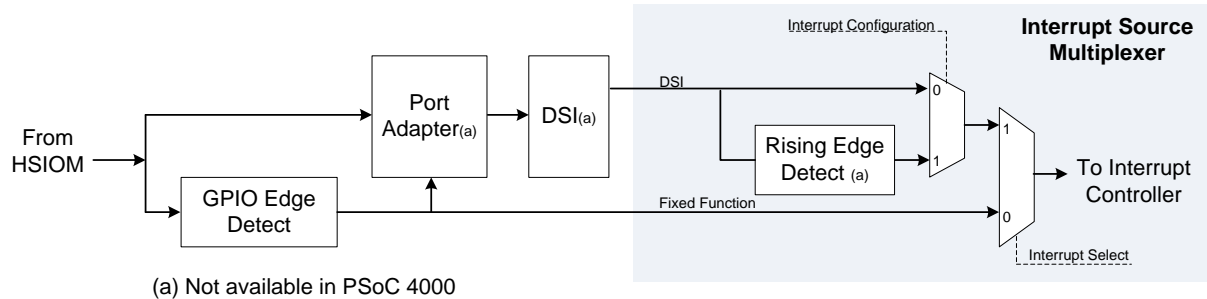 Interrupt Configuration
Interrupt Source
Multiplexer
From
HSIOM
Port
Adapter(a)
DSI(a)
DSI
0
1
Rising Edge
Detect (a)
1
0
To Interrupt
Controller
GPIO Edge
Detect
Fixed Function
Interrupt Select
(a) Not available in PSoC 4000